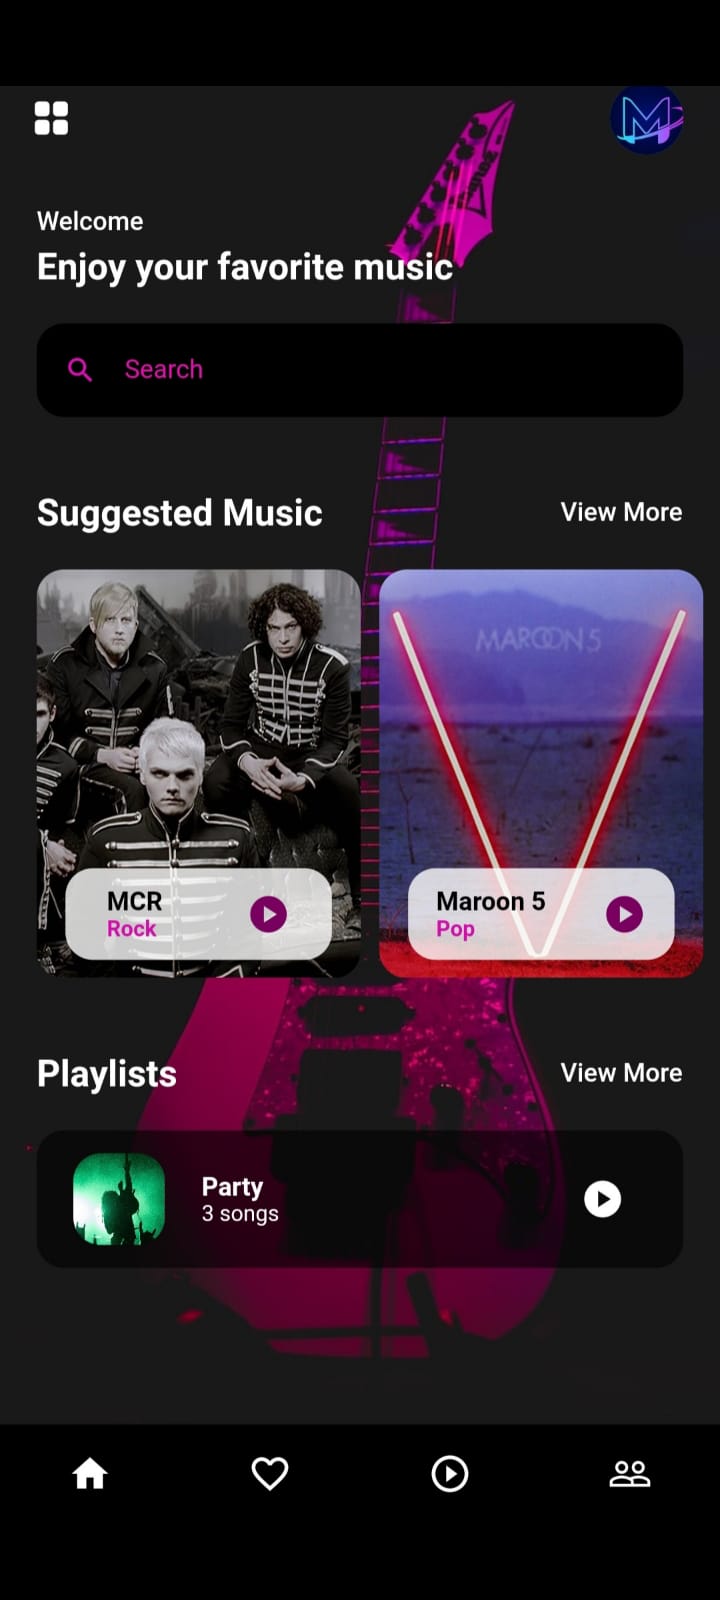 Welcome
Enjoy your favorite music
Search
Suggested Music
View More
MAROON 5
MCR
Rock
Maroon 5
Pop
Playlists
View More
Party
3 songs